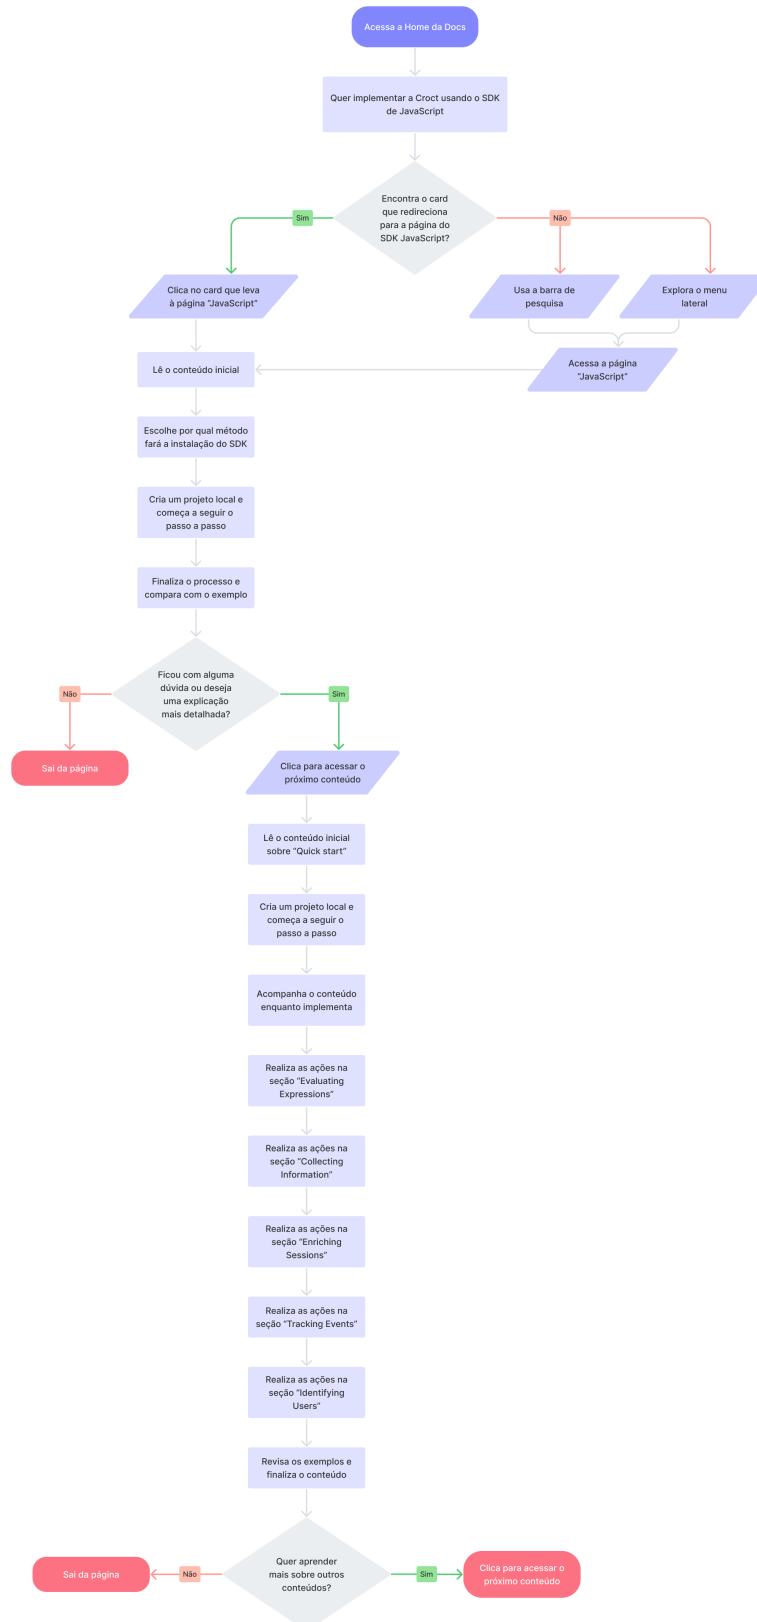 Acessa a Home da Docs
Quer implementar a Croct usando o SDK
de JavaScript
Encontra o card
que redireciona
para a página do
SDK JavaScript?
Sim
Não
Clica no card que leva
à página "JavaScript"
Usa a barra de
pesquisa
Explora o menu
lateral
Acessa a página
"JavaScript"
Lê o conteúdo inicial
Escolhe por qual método
fará a instalação do SDK
Cria um projeto local e
começa a seguir o
passo a passo
Finaliza o processo e
compara com o exemplo
Ficou com alguma
dúvida ou deseja
uma explicação
mais detalhada?
Não
Sim
Sai da página
Clica para acessar o
próximo conteúdo
Lê o conteúdo inicial
sobre "Quick start"
Cria um projeto local e
começa a seguir o
passo a passo
Acompanha o conteúdo
enquanto implementa
Realiza as ações na
seção "Evaluating
Expressions"
Realiza as ações na
seção "Collecting
Information"
Realiza as ações na
seção "Enriching
Sessions"
Realiza as ações na
seção "Tracking Events"
Realiza as ações na
seção "Identifying
Users"
Revisa os exemplos e
finaliza o conteúdo
Quer aprender
mais sobre outros
conteúdos?
Não
Sim
Sai da página
Clica para acessar o
próximo conteúdo